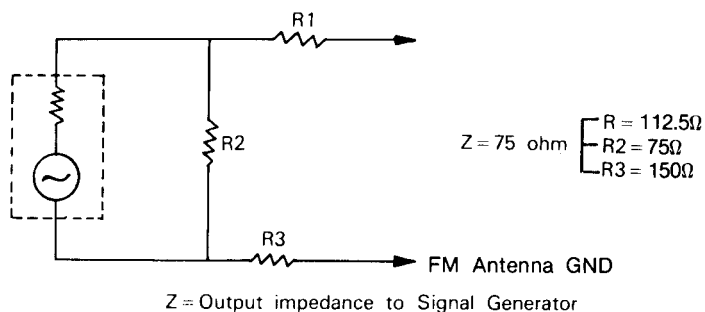 R1
R2
R3
Z = 75 ohm
R = 112.5Ω
R2 = 75Ω
R3 = 150Ω
FM Antenna GND
Z = Output impedance to Signal Generator